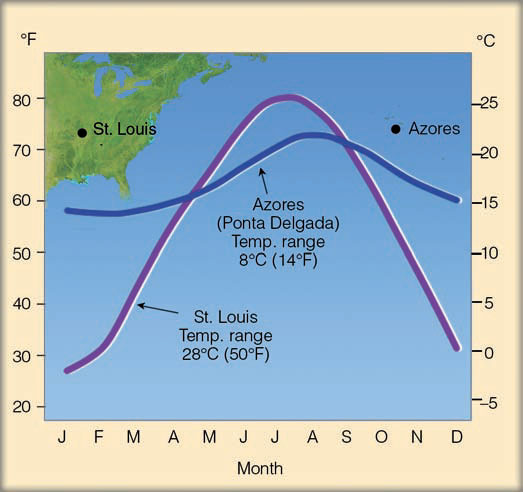 °F
°C
80
70
60
50
40
30
20
25
20
15
10
5
0
–5
St. Louis
Azores
Azores
(Ponta Delgada)
Temp. range
8°C (14°F)
St. Louis
Temp. range
28°C (50°F)
J F M A M J J A S O N D
Month